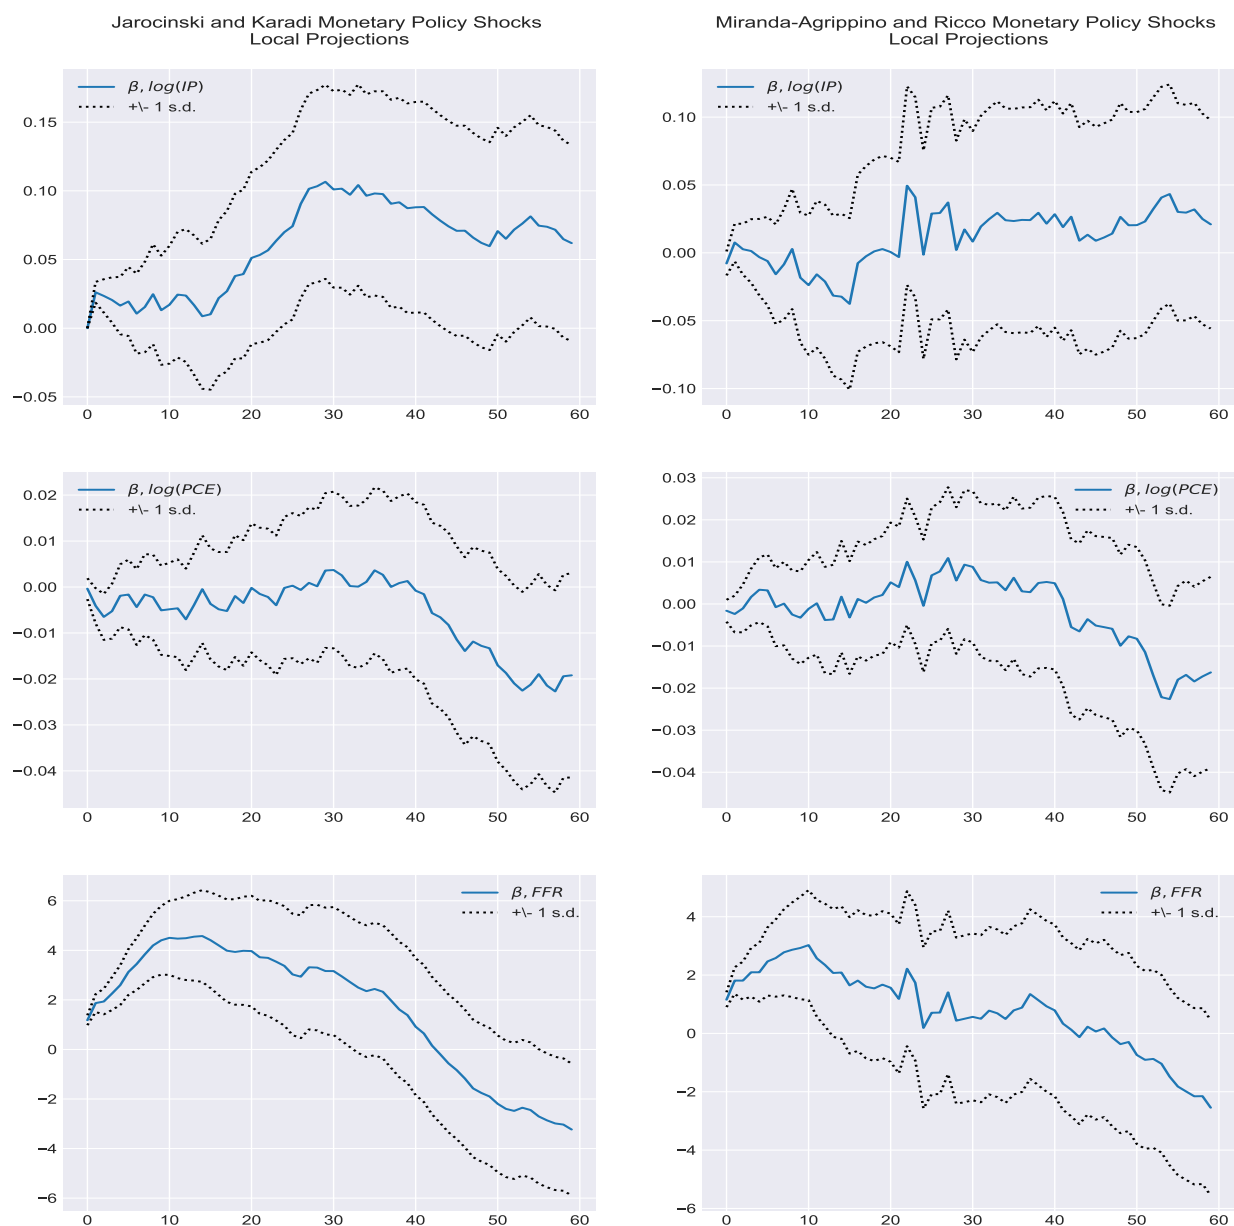 Jarocinski and Karadi Monetary Policy Shocks
Local Projections
β, log(IP)
+\- 1 s.d.
0.15
0.10
0.05
0.00
−0.05
0 10 20 30 40 50 60
Miranda-Agrippino and Ricco Monetary Policy Shocks
Local Projections
β, log(IP)
+\- 1 s.d.
0.10
0.05
0.00
−0.05
−0.10
0 10 20 30 40 50 60
β, log(PCE)
+\- 1 s.d.
0.02
0.01
0.00
−0.01
−0.02
−0.03
−0.04
0 10 20 30 40 50 60
β, log(PCE)
+\- 1 s.d.
0.03
0.02
0.01
0.00
−0.01
−0.02
−0.03
−0.04
0 10 20 30 40 50 60
β, FFR
+\- 1 s.d.
6
4
2
0
−2
−4
−6
0 10 20 30 40 50 60
β, FFR
+\- 1 s.d.
4
2
0
−2
−4
−6
0 10 20 30 40 50 60